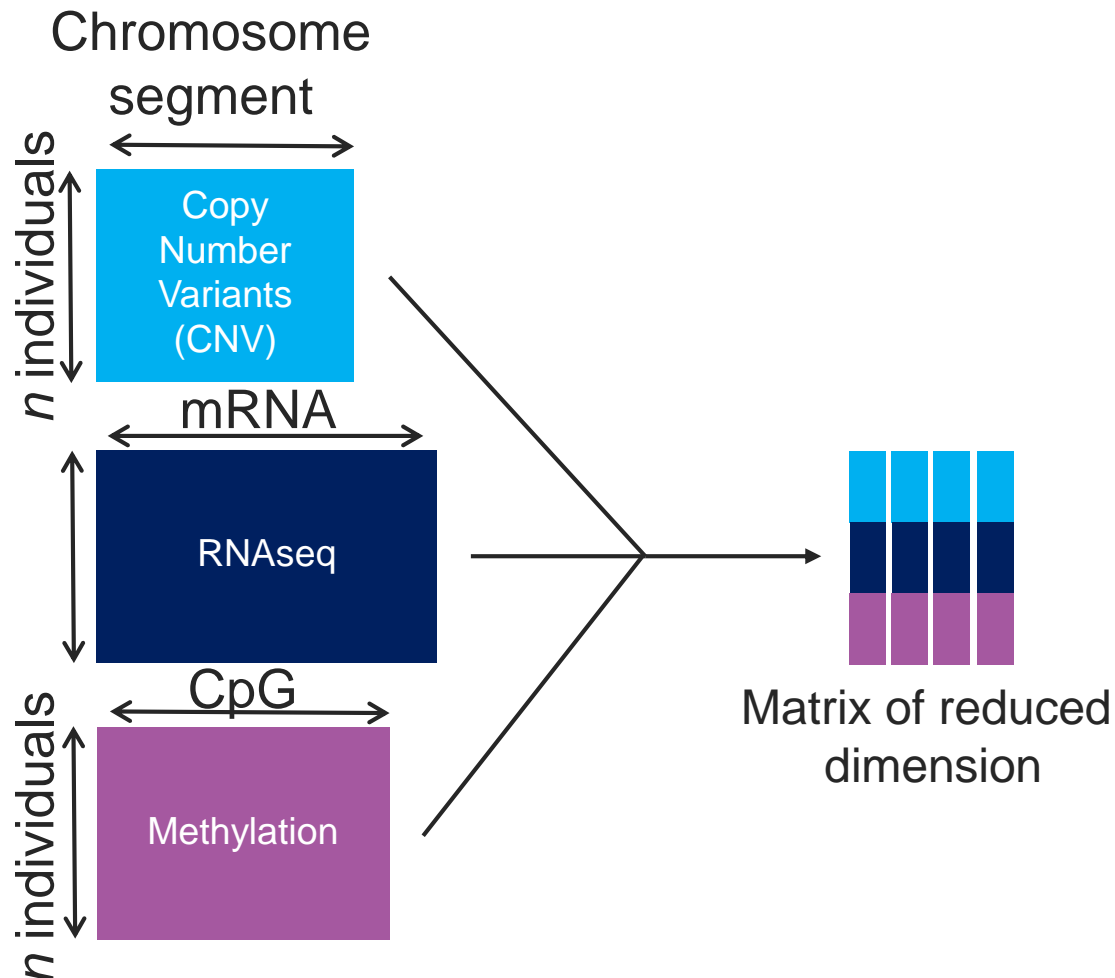 Chromosome
segment
n individuals
Copy
Number
Variants
(CNV)
mRNA
RNAseq
CpG
n individuals
Methylation
Matrix of reduced
dimension